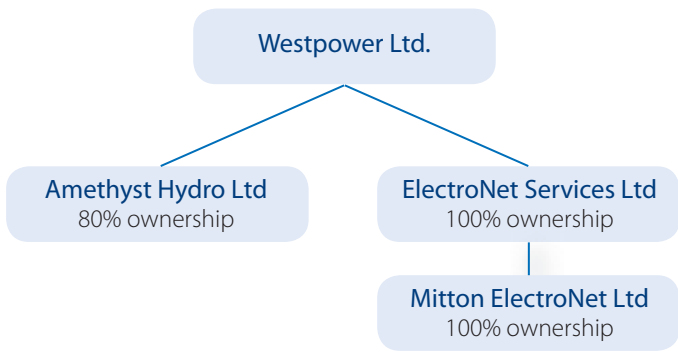 Westpower Ltd.
Amethyst Hydro Ltd
80% ownership
ElectroNet Services Ltd
100% ownership
Mitton ElectroNet Ltd
100% ownership